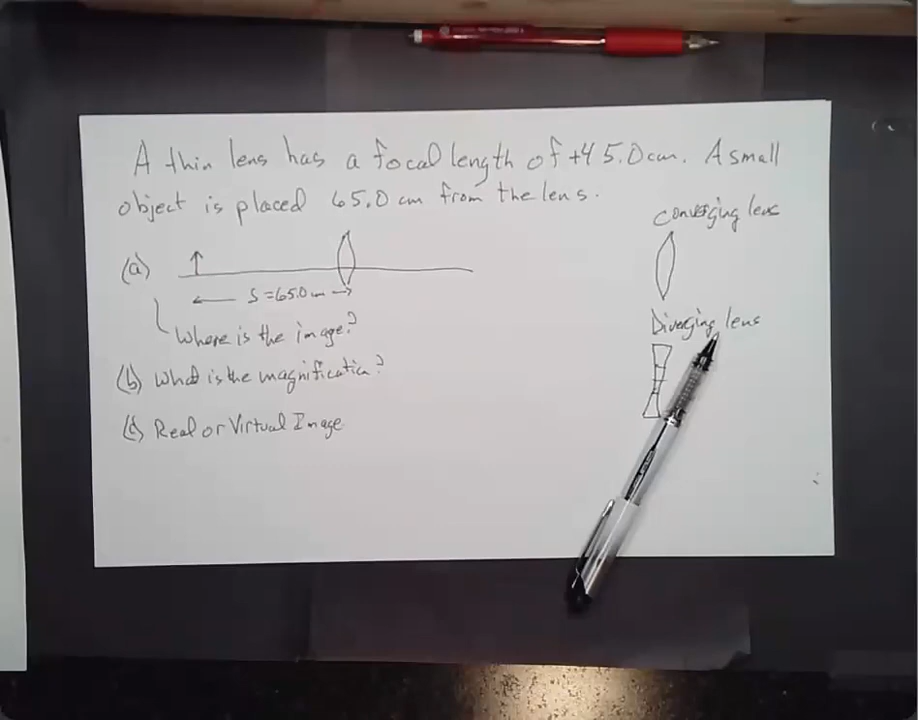 A thin lens has a focal length of +45.0cm. A small
object is placed 65.0 cm from the lens.
Converging lens
(a)
S = 65.0 cm
Where is the image?
Diverging lens
(b) What is the magnification?
(c) Real or Virtual Image